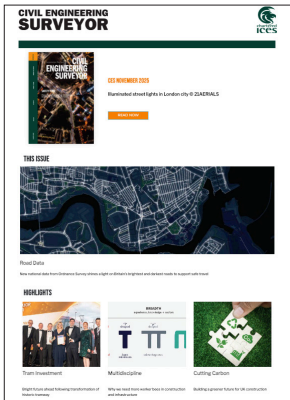 CIVIL ENGINEERING
SURVEYOR
chartered
ICES
CIVIL
ENGINEERING
SURVEYOR
CES NOVEMBER 2025
Illuminated street lights in London city © 21AERIALS
READ NOW
THIS ISSUE
Road Data
New national data from Ordnance Survey shines a light on Britain's brightest and darkest roads to support safer travel
HIGHLIGHTS
Tram Investment
Multidiscipline
Cutting Carbon
Bright future ahead following transformation of
historic tramway
Why we need more worker bees in construction
and infrastructure
Building a greener future for UK construction